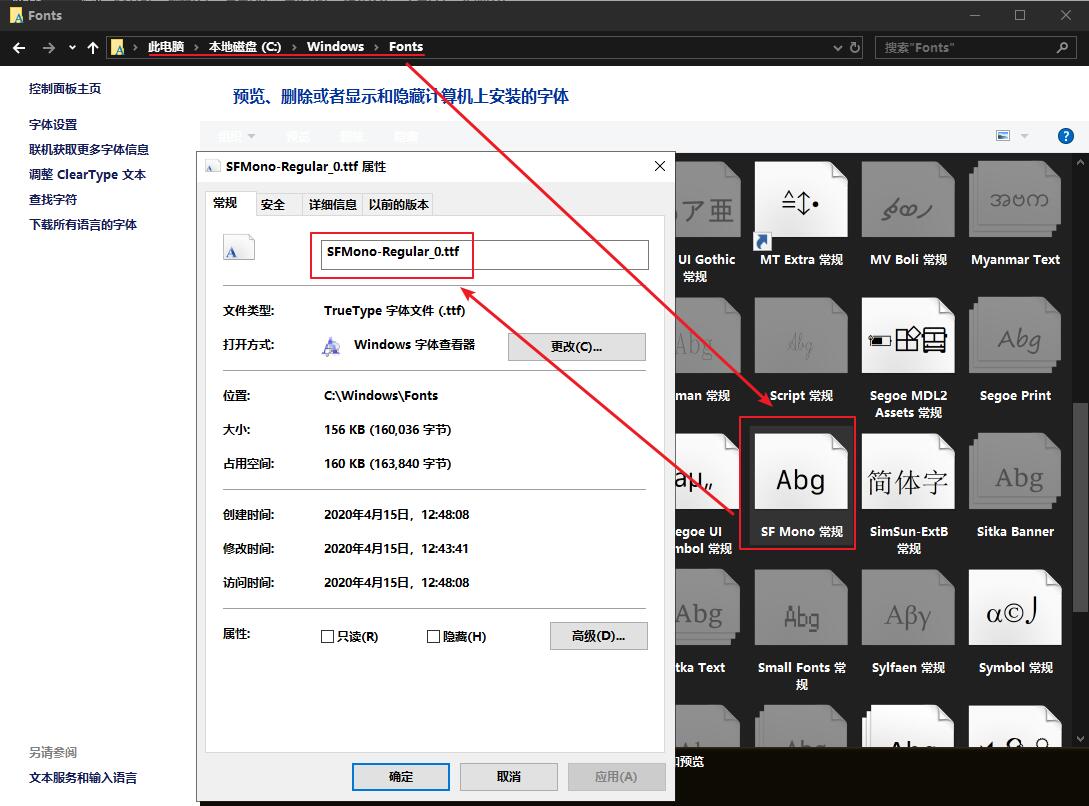 Fonts
此电脑 › 本地磁盘 (C:) › Windows › Fonts
搜索"Fonts"
控制面板主页
字体设置
联机获取更多字体信息
调整 ClearType 文本
查找字符
下载所有语言的字体
另请参阅
文本服务和输入语言
预览、删除或者显示和隐藏计算机上安装的字体
SFMono-Regular_0.ttf 属性
常规
安全
详细信息
以前的版本
SFMono-Regular_0.ttf
文件类型:
TrueType 字体文件 (.ttf)
打开方式:
Windows 字体查看器
更改(C)...
位置:
C:\Windows\Fonts
大小:
156 KB (160,036 字节)
占用空间:
160 KB (163,840 字节)
创建时间:
2020年4月15日，12:48:08
修改时间:
2020年4月15日，12:43:41
访问时间:
2020年4月15日，12:48:08
属性:
只读(R)
隐藏(H)
高级(D)...
确定
取消
应用(A)
ア亜
UI Gothic
常规
MT Extra 常规
MV Boli 常规
Myanmar Text
Abg
man 常规
Abg
Script 常规
Segoe MDL2
Assets 常规
Abg
Segoe Print
egoe UI
mbol 常规
Abg
SF Mono 常规
简体字
SimSun-ExtB
常规
Abg
Sitka Banner
Abg
tka Text
Abg
Small Fonts 常
规
Αβγ
Sylfaen 常规
α©
Symbol 常规
和预览